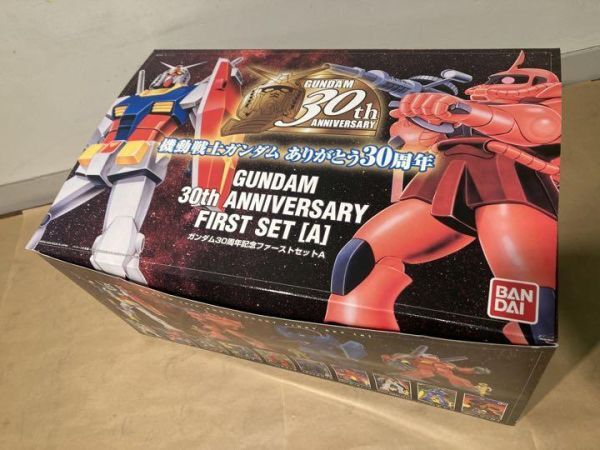 GUNDAM
30th
ANNIVERSARY
機動戦士ガンダム ありがとう30周年
GUNDAM
30th ANNIVERSARY
FIRST SET [A]
ガンダム30周年記念ファーストセットA
BAN
DAI